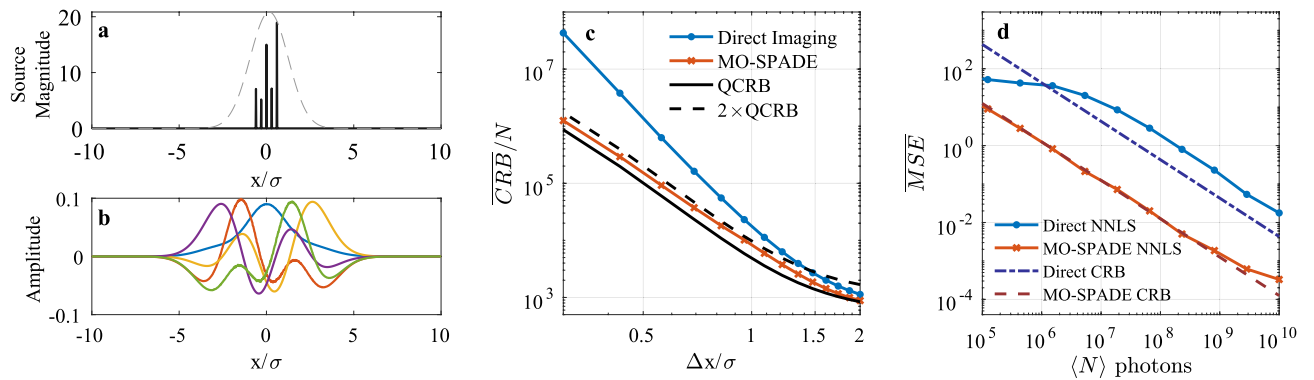 a
Source
Magnitude
20
10
0
-10
-5
0
5
10
x/σ
b
Amplitude
0.1
0
-0.1
-10
-5
0
5
10
x/σ
c
Direct Imaging
MO-SPADE
QCRB
2×QCRB
CRB/N
10^7
10^5
10^3
0.5
1
1.5
2
Δx/σ
d
MSE
10^2
10^0
10^-2
10^-4
Direct NNLS
MO-SPADE NNLS
Direct CRB
MO-SPADE CRB
10^5
10^6
10^7
10^8
10^9
10^10
⟨N⟩ photons